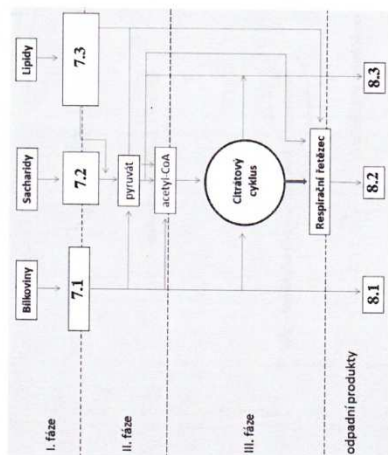 Bílkoviny
Sacharidy
Lipidy
I. fáze
7.1
7.2
7.3
II. fáze
pyruvát
acetyl-CoA
III. fáze
Citrátový
cyklus
Respirační řetězec
odpadní produkty
8.1
8.2
8.3